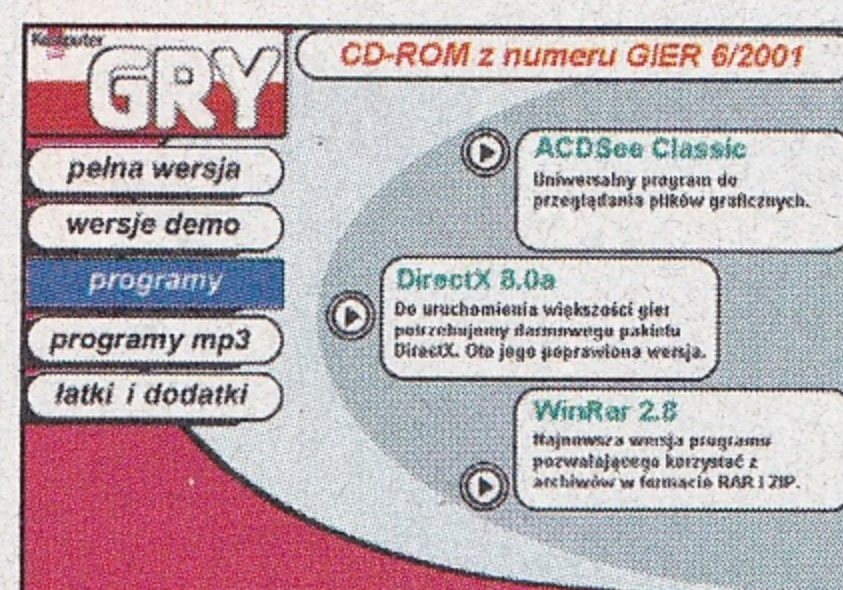 Komputer
GRY
CD-ROM z numeru GIER 6/2001
pełna wersja
wersje demo
programy
programy mp3
łatki i dodatki
ACDSee Classic
Uniwersalny program do
przeglądania plików graficznych.
DirectX 8.0a
Do uruchomienia większości gier
potrzebujemy darmowego pakietu
DirectX. Oto jego poprawiona wersja.
WinRar 2.8
Najnowsza wersja programu
pozwalającego korzystać z
archiwów w formacie RAR i ZIP.